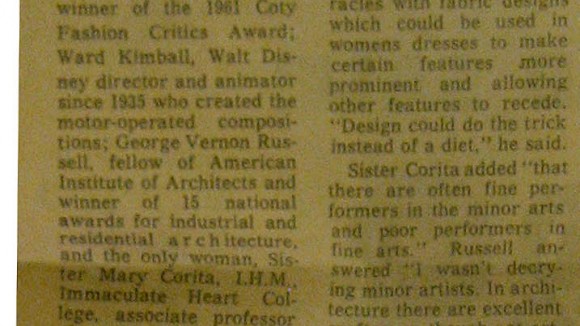 winner of the 1961 Coty
Fashion Critics Award;
Ward Kimball, Walt Dis-
ney director and animator
since 1935 who created the
motor-operated composi-
tions; George Vernon Rus-
sell, fellow of American
Institute of Architects and
winner of 15 national
awards for industrial and
residential architecture,
and the only woman, Sis-
ter Mary Corita, I.H.M.,
Immaculate Heart Col-
lege, associate professor
racles with fabric designs
which could be used in
womens dresses to make
certain features more
prominent and allowing
other features to recede.
"Design could do the trick
instead of a diet," he said.
Sister Corita added "that
there are often fine per-
formers in the minor arts
and poor performers in
fine arts." Russell an-
swered "I wasn't decry-
ing minor artists. In archi-
tecture there are excellent